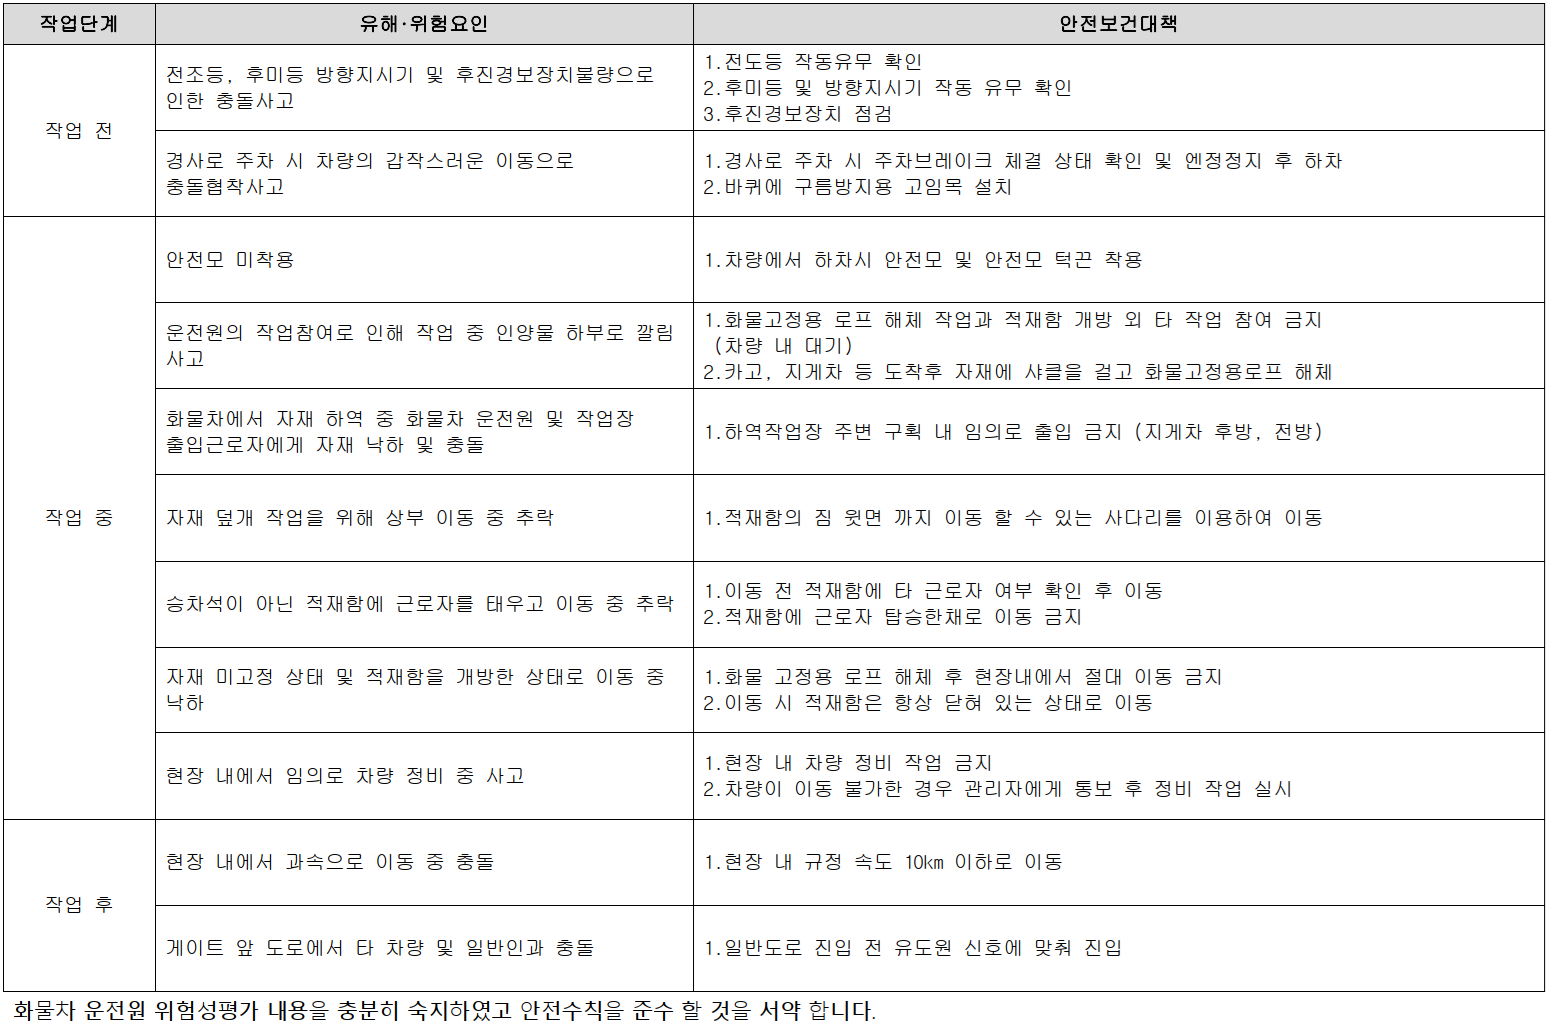 작업단계 유해·위험요인 안전보건대책
작업 전
전조등, 후미등 방향지시기 및 후진경보장치불량으로
인한 충돌사고
1.전도등 작동유무 확인
2.후미등 및 방향지시기 작동 유무 확인
3.후진경보장치 점검
경사로 주차 시 차량의 갑작스러운 이동으로
충돌협착사고
1.경사로 주차 시 주차브레이크 체결 상태 확인 및 엔정정지 후 하차
2.바퀴에 구름방지용 고임목 설치
작업 중
안전모 미착용
1.차량에서 하차시 안전모 및 안전모 턱끈 착용
운전원의 작업참여로 인해 작업 중 인양물 하부로 깔림
사고
1.화물고정용 로프 해체 작업과 적재함 개방 외 타 작업 참여 금지
(차량 내 대기)
2.카고, 지게차 등 도착후 자재에 샤클을 걸고 화물고정용로프 해체
화물차에서 자재 하역 중 화물차 운전원 및 작업장
출입근로자에게 자재 낙하 및 충돌
1.하역작업장 주변 구획 내 임의로 출입 금지 (지게차 후방, 전방)
자재 덮개 작업을 위해 상부 이동 중 추락
1.적재함의 짐 윗면 까지 이동 할 수 있는 사다리를 이용하여 이동
승차석이 아닌 적재함에 근로자를 태우고 이동 중 추락
1.이동 전 적재함에 타 근로자 여부 확인 후 이동
2.적재함에 근로자 탑승한채로 이동 금지
자재 미고정 상태 및 적재함을 개방한 상태로 이동 중
낙하
1.화물 고정용 로프 해체 후 현장내에서 절대 이동 금지
2.이동 시 적재함은 항상 닫혀 있는 상태로 이동
현장 내에서 임의로 차량 정비 중 사고
1.현장 내 차량 정비 작업 금지
2.차량이 이동 불가한 경우 관리자에게 통보 후 정비 작업 실시
작업 후
현장 내에서 과속으로 이동 중 충돌
1.현장 내 규정 속도 10km 이하로 이동
게이트 앞 도로에서 타 차량 및 일반인과 충돌
1.일반도로 진입 전 유도원 신호에 맞춰 진입
화물차 운전원 위험성평가 내용을 충분히 숙지하였고 안전수칙을 준수 할 것을 서약 합니다.